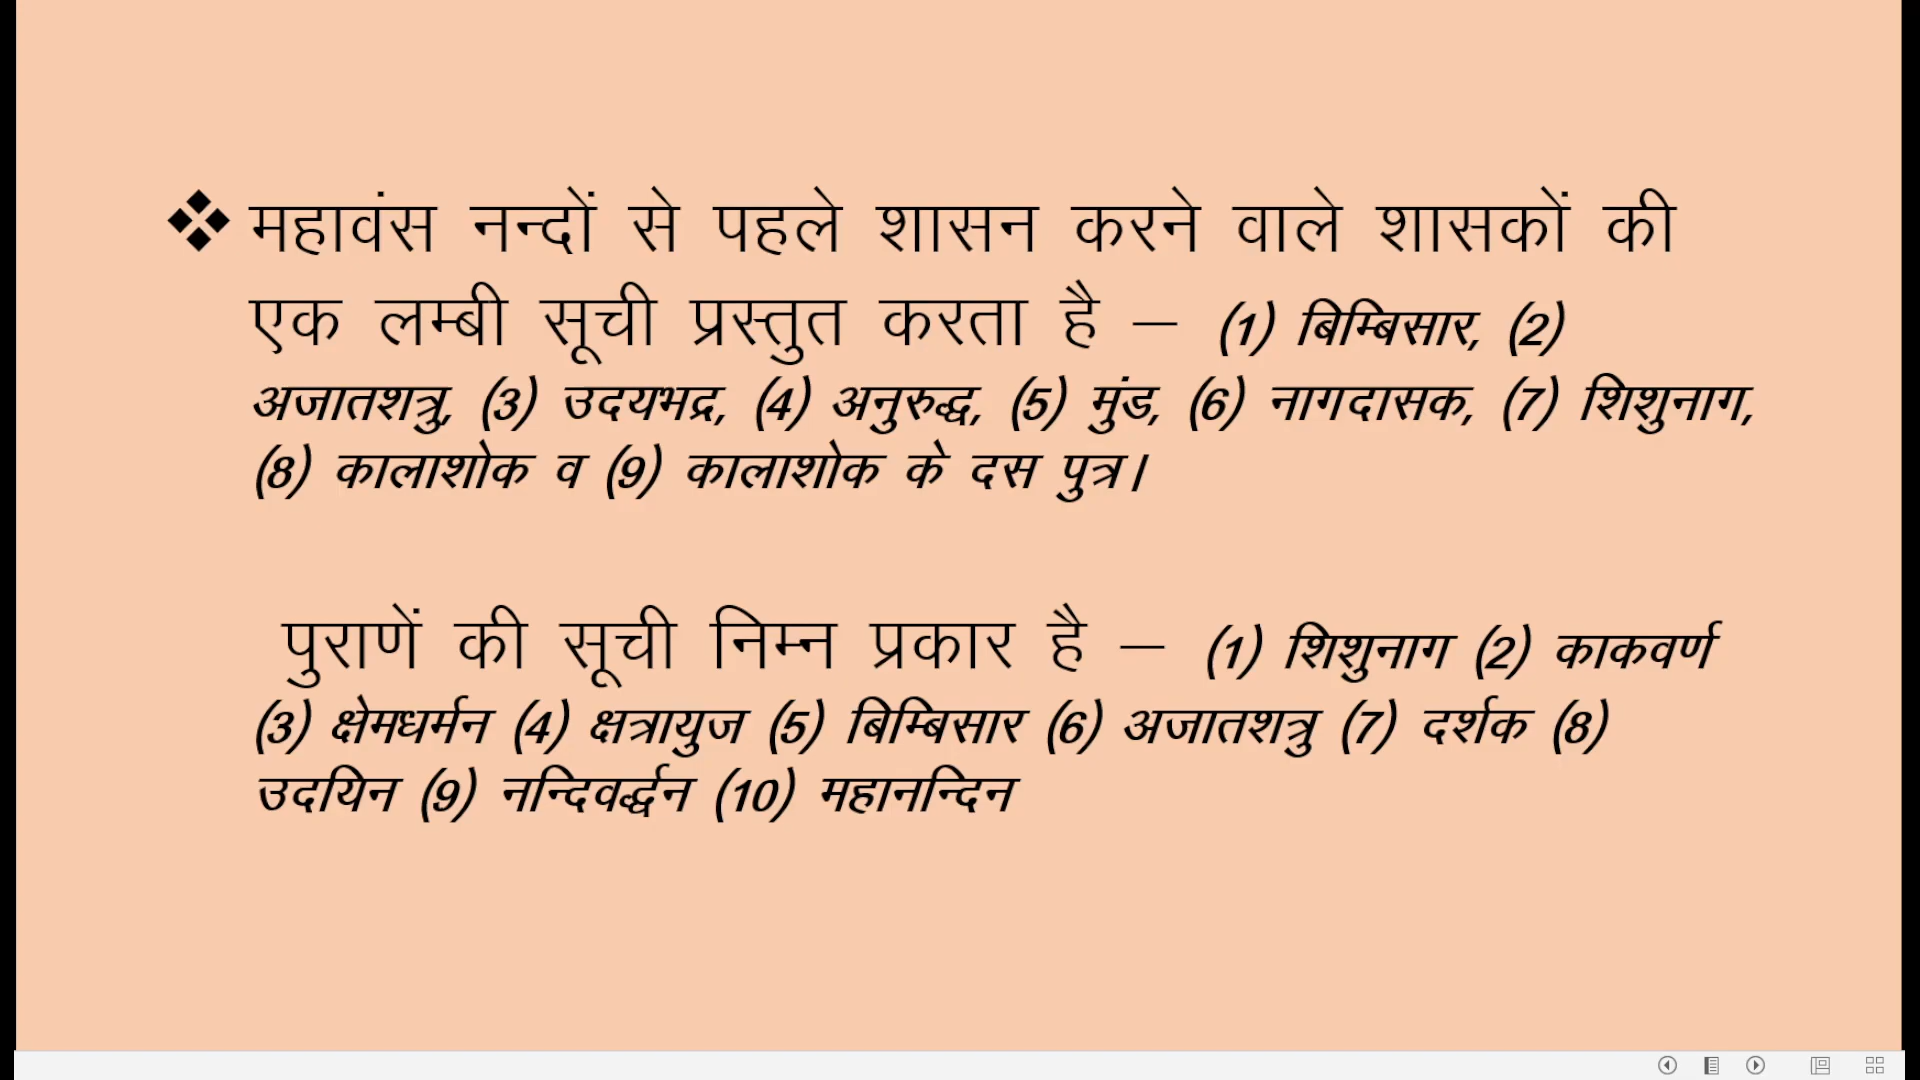 ❖ महावंस नन्दों से पहले शासन करने वाले शासकों की
एक लम्बी सूची प्रस्तुत करता है – (1) बिम्बिसार, (2)
अजातशत्रु, (3) उदयभद्र, (4) अनुरुद्ध, (5) मुंड, (6) नागदासक, (7) शिशुनाग,
(8) कालाशोक व (9) कालाशोक के दस पुत्र।
पुराणें की सूची निम्न प्रकार है – (1) शिशुनाग (2) काकवर्ण
(3) क्षेमधर्मन (4) क्षत्रायुज (5) बिम्बिसार (6) अजातशत्रु (7) दर्शक (8)
उदयिन (9) नन्दिवर्द्धन (10) महानन्दिन